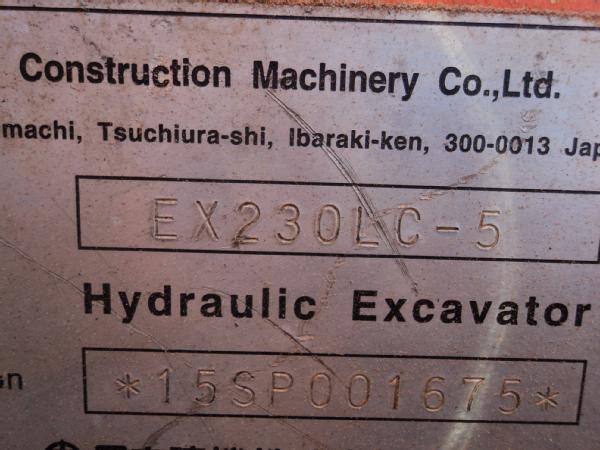 Construction Machinery Co.,Ltd.
machi, Tsuchiura-shi, Ibaraki-ken, 300-0013 Jap
EX230LC-5
Hydraulic Excavator
*15SP001675*